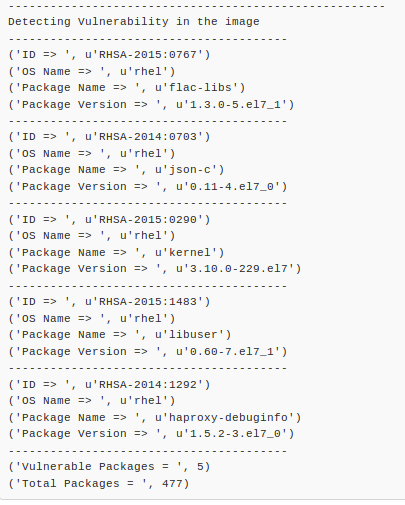 ------------------------------------------------------
Detecting Vulnerability in the image
----------------------------------------
('ID => ', u'RHSA-2015:0767')
('OS Name => ', u'rhel')
('Package Name => ', u'flac-libs')
('Package Version => ', u'1.3.0-5.el7_1')
----------------------------------------
('ID => ', u'RHSA-2014:0703')
('OS Name => ', u'rhel')
('Package Name => ', u'json-c')
('Package Version => ', u'0.11-4.el7_0')
----------------------------------------
('ID => ', u'RHSA-2015:0290')
('OS Name => ', u'rhel')
('Package Name => ', u'kernel')
('Package Version => ', u'3.10.0-229.el7')
----------------------------------------
('ID => ', u'RHSA-2015:1483')
('OS Name => ', u'rhel')
('Package Name => ', u'libuser')
('Package Version => ', u'0.60-7.el7_1')
----------------------------------------
('ID => ', u'RHSA-2014:1292')
('OS Name => ', u'rhel')
('Package Name => ', u'haproxy-debuginfo')
('Package Version => ', u'1.5.2-3.el7_0')
----------------------------------------
('Vulnerable Packages = ', 5)
('Total Packages = ', 477)